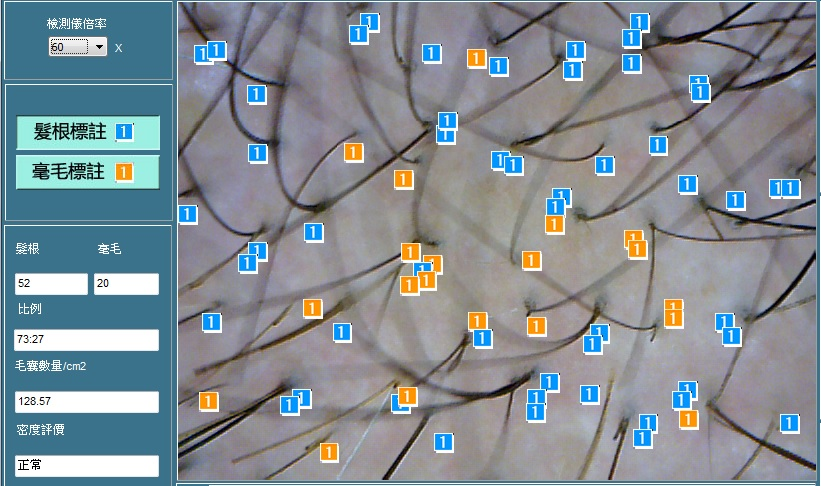 檢測儀倍率
60 X
髮根標註 1
毫毛標註 1
髮根 毫毛
52 20
比例
73:27
毛囊數量/cm2
128.57
密度評價
正常